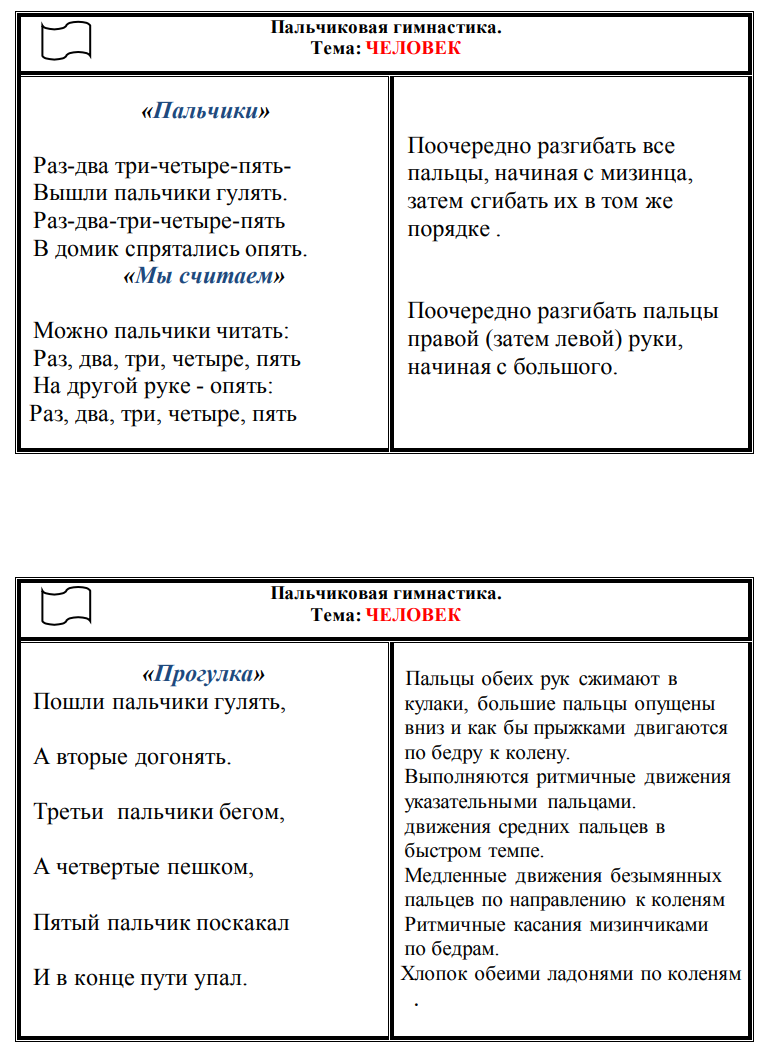 Пальчиковая гимнастика.
Тема: ЧЕЛОВЕК
«Пальчики»
Раз-два три-четыре-пять-
Вышли пальчики гулять.
Раз-два-три-четыре-пять
В домик спрятались опять.
«Мы считаем»
Можно пальчики читать:
Раз, два, три, четыре, пять
На другой руке - опять:
Раз, два, три, четыре, пять
Поочередно разгибать все
пальцы, начиная с мизинца,
затем сгибать их в том же
порядке .
Поочередно разгибать пальцы
правой (затем левой) руки,
начиная с большого.
Пальчиковая гимнастика.
Тема: ЧЕЛОВЕК
«Прогулка»
Пошли пальчики гулять,
А вторые догонять.
Третьи пальчики бегом,
А четвертые пешком,
Пятый пальчик поскакал
И в конце пути упал.
Пальцы обеих рук сжимают в
кулаки, большие пальцы опущены
вниз и как бы прыжками двигаются
по бедру к колену.
Выполняются ритмичные движения
указательными пальцами.
движения средних пальцев в
быстром темпе.
Медленные движения безымянных
пальцев по направлению к коленям
Ритмичные касания мизинчиками
по бедрам.
Хлопок обеими ладонями по коленям
.